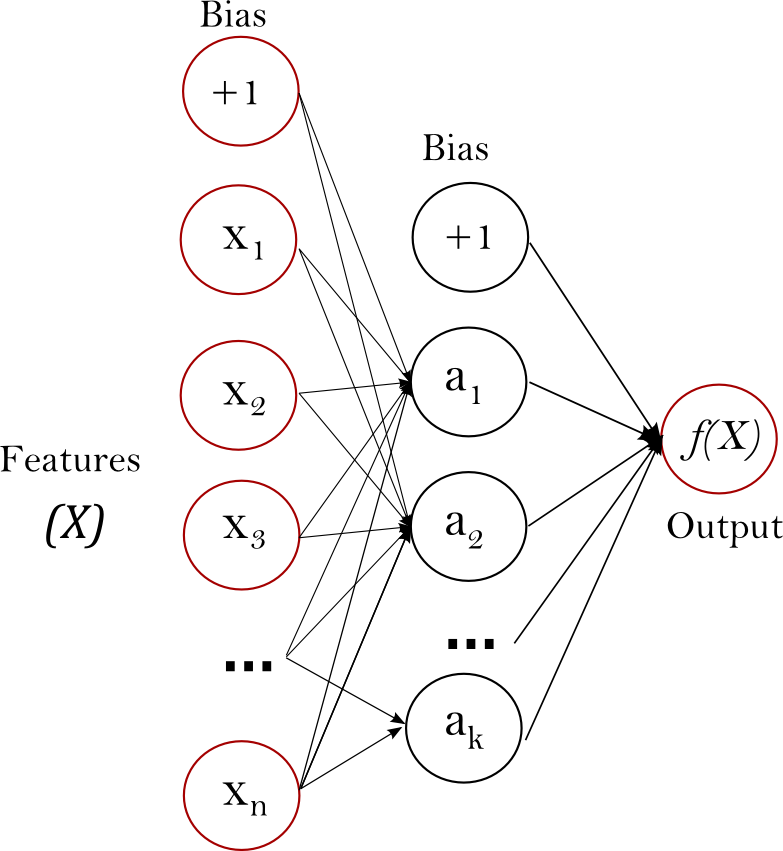 Bias
+1
Bias
x₁
+1
x₂
a₁
Features
(X)
f(X)
x₃
a₂
Output
...
...
aₖ
xₙ